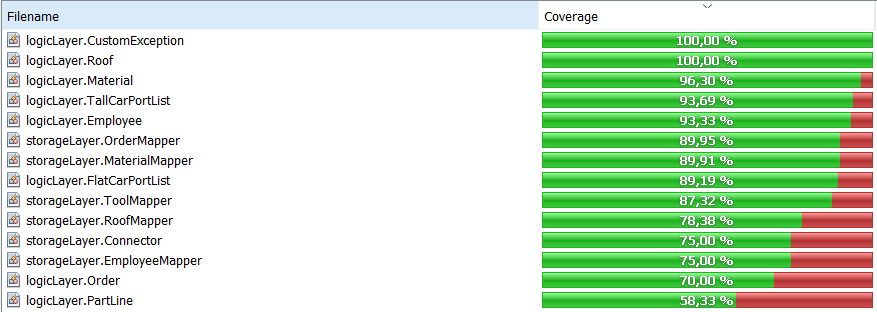 Filename Coverage
logicLayer.CustomException 100,00 %
logicLayer.Roof 100,00 %
logicLayer.Material 96,30 %
logicLayer.TallCarPortList 93,69 %
logicLayer.Employee 93,33 %
storageLayer.OrderMapper 89,95 %
storageLayer.MaterialMapper 89,91 %
logicLayer.FlatCarPortList 89,19 %
storageLayer.ToolMapper 87,32 %
storageLayer.RoofMapper 78,38 %
storageLayer.Connector 75,00 %
storageLayer.EmployeeMapper 75,00 %
logicLayer.Order 70,00 %
logicLayer.PartLine 58,33 %